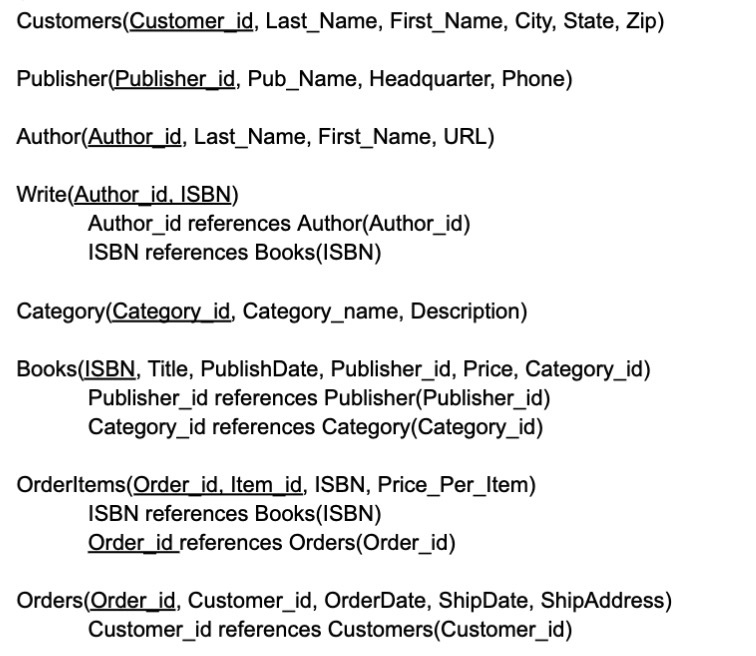 Customers(Customer_id, Last_Name, First_Name, City, State, Zip)
Publisher(Publisher_id, Pub_Name, Headquarter, Phone)
Author(Author_id, Last_Name, First_Name, URL)
Write(Author_id, ISBN)
Author_id references Author(Author_id)
ISBN references Books(ISBN)
Category(Category_id, Category_name, Description)
Books(ISBN, Title, PublishDate, Publisher_id, Price, Category_id)
Publisher_id references Publisher(Publisher_id)
Category_id references Category(Category_id)
OrderItems(Order_id, Item_id, ISBN, Price_Per_Item)
ISBN references Books(ISBN)
Order_id references Orders(Order_id)
Orders(Order_id, Customer_id, OrderDate, ShipDate, ShipAddress)
Customer_id references Customers(Customer_id)